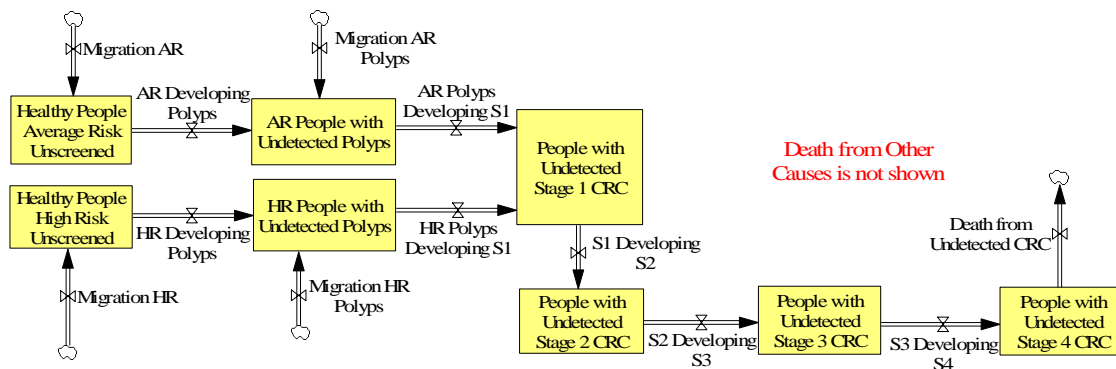 Migration AR
Migration AR
Polyps
Healthy People
Average Risk
Unscreened
AR Developing
Polyps
AR People with
Undetected Polyps
AR Polyps
Developing S1
People with
Undetected
Stage 1 CRC
Death from Other
Causes is not shown
Healthy People
High Risk
Unscreened
HR Developing
Polyps
HR People with
Undetected Polyps
HR Polyps
Developing S1
Death from
Undetected CRC
S1 Developing
S2
Migration HR
Migration HR
Polyps
People with
Undetected
Stage 2 CRC
S2 Developing
S3
People with
Undetected
Stage 3 CRC
S3 Developing
S4
People with
Undetected
Stage 4 CRC